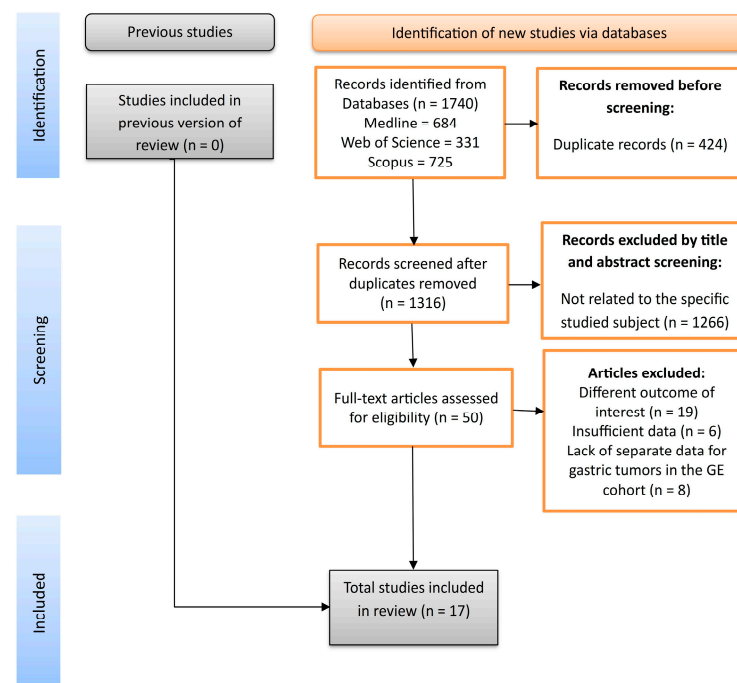 Previous studies
Identification of new studies via databases
Identification
Studies included in
previous version of
review (n = 0)
Records identified from
Databases (n = 1740)
Medline = 684
Web of Science = 331
Scopus = 725
Records removed before
screening:
Duplicate records (n = 424)
Screening
Records screened after
duplicates removed
(n = 1316)
Records excluded by title
and abstract screening:
Not related to the specific
studied subject (n = 1266)
Full-text articles assessed
for eligibility (n = 50)
Articles excluded:
Different outcome of
interest (n = 19)
Insufficient data (n = 6)
Lack of separate data for
gastric tumors in the GE
cohort (n = 8)
Included
Total studies included
in review (n = 17)